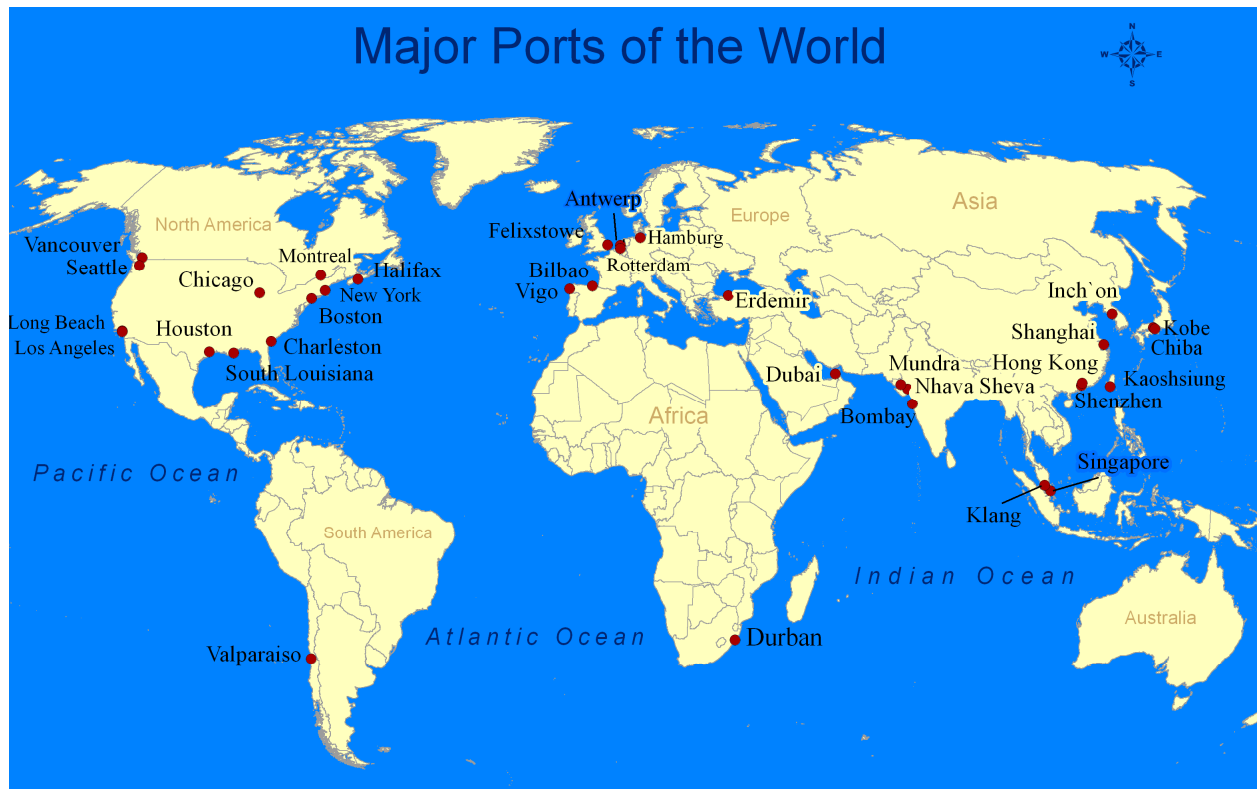 Major Ports of the World
N
W E
S
Antwerp
North America
Europe
Asia
Vancouver
Felixstowe
Hamburg
Seattle
Montreal
Rotterdam
Halifax
Chicago
Bilbao
Vigo
New York
Erdemir
Inch`on
Boston
Long Beach
Houston
Shanghai
Kobe
Los Angeles
Charleston
Chiba
South Louisiana
Dubai
Mundra
Hong Kong
Nhava Sheva
Kaoshsiung
Shenzhen
Africa
Bombay
Pacific Ocean
Singapore
Klang
South America
Indian Ocean
Australia
Atlantic Ocean
Durban
Valparaiso